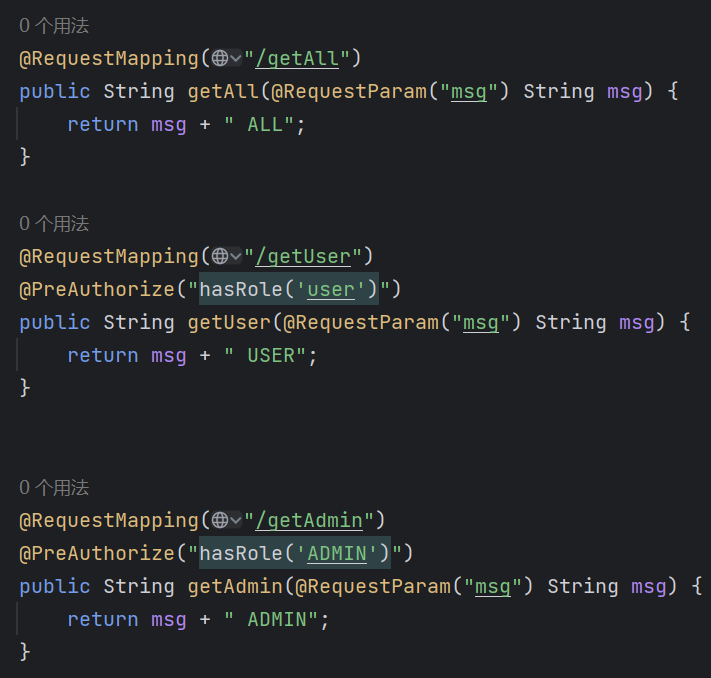 0 个用法
@RequestMapping("/getAll")
public String getAll(@RequestParam("msg") String msg) {
    return msg + " ALL";
}
0 个用法
@RequestMapping("/getUser")
@PreAuthorize("hasRole('user')")
public String getUser(@RequestParam("msg") String msg) {
    return msg + " USER";
}
0 个用法
@RequestMapping("/getAdmin")
@PreAuthorize("hasRole('ADMIN')")
public String getAdmin(@RequestParam("msg") String msg) {
    return msg + " ADMIN";
}